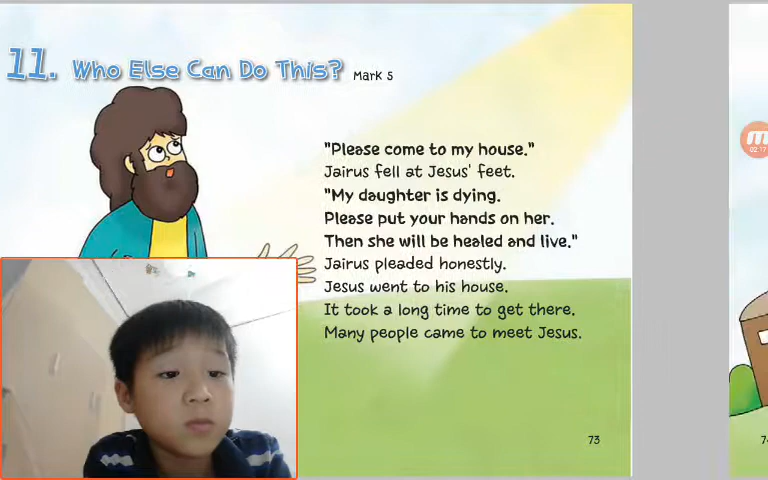 11. Who Else Can Do This? Mark 5
"Please come to my house."
Jairus fell at Jesus' feet.
"My daughter is dying.
Please put your hands on her.
Then she will be healed and live."
Jairus pleaded honestly.
Jesus went to his house.
It took a long time to get there.
Many people came to meet Jesus.
73
02:17